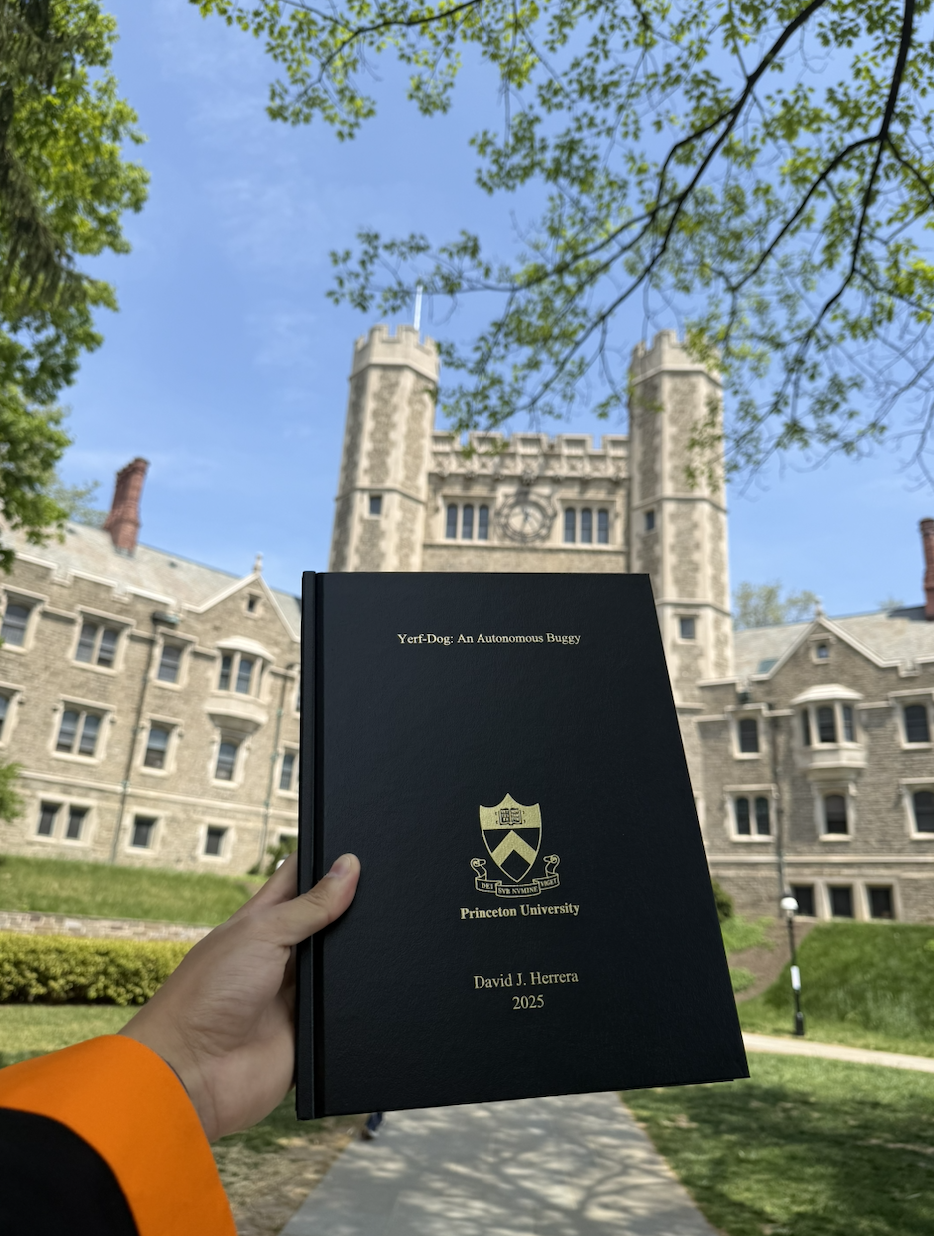 Yerf-Dog: An Autonomous Buggy
DEI SVB NVMINE VIGET
Princeton University
David J. Herrera
2025